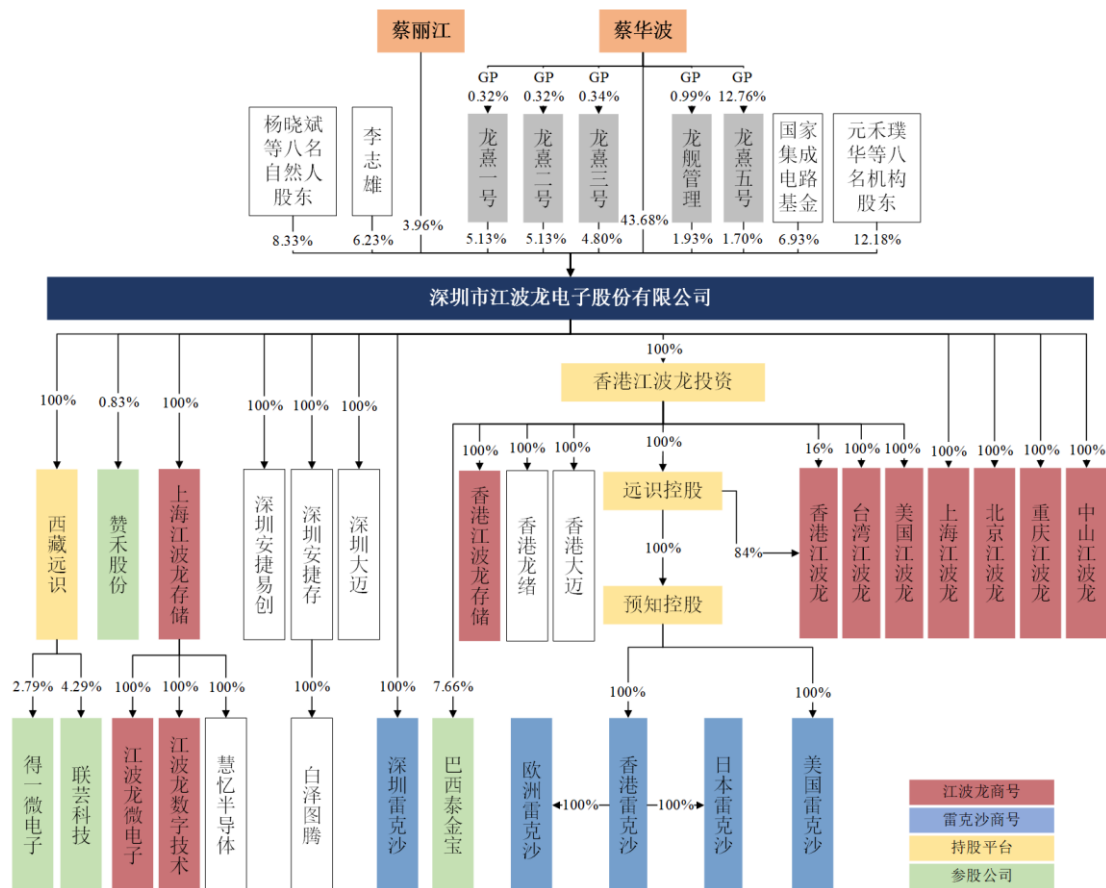 蔡丽江
蔡华波
GP
0.32%
GP
0.32%
GP
0.34%
GP
0.99%
GP
12.76%
杨晓斌
等八名
自然人
股东
李志雄
龙熹一号
龙熹二号
龙熹三号
龙舰管理
龙熹五号
国家
集成
电路
基金
元禾璞
华等八
名机构
股东
8.33%
6.23%
3.96%
5.13%
5.13%
4.80%
43.68%
1.93%
1.70%
6.93%
12.18%
深圳市江波龙电子股份有限公司
100%
香港江波龙投资
100%
0.83%
100%
100%
100%
100%
100%
100%
100%
100%
16%
100%
100%
100%
100%
100%
100%
西藏远识
赞禾股份
上海江波龙存储
深圳安捷易创
深圳安捷存
深圳大迈
香港江波龙存储
香港龙绪
香港大迈
远识控股
84%
香港江波龙
台湾江波龙
美国江波龙
上海江波龙
北京江波龙
重庆江波龙
中山江波龙
100%
预知控股
2.79%
4.29%
100%
100%
100%
100%
100%
7.66%
100%
100%
得一微电子
联芸科技
江波龙微电子
江波龙数字技术
慧忆半导体
白泽图腾
深圳雷克沙
巴西泰金宝
欧洲雷克沙
100%
香港雷克沙
100%
日本雷克沙
美国雷克沙
江波龙商号
雷克沙商号
持股平台
参股公司